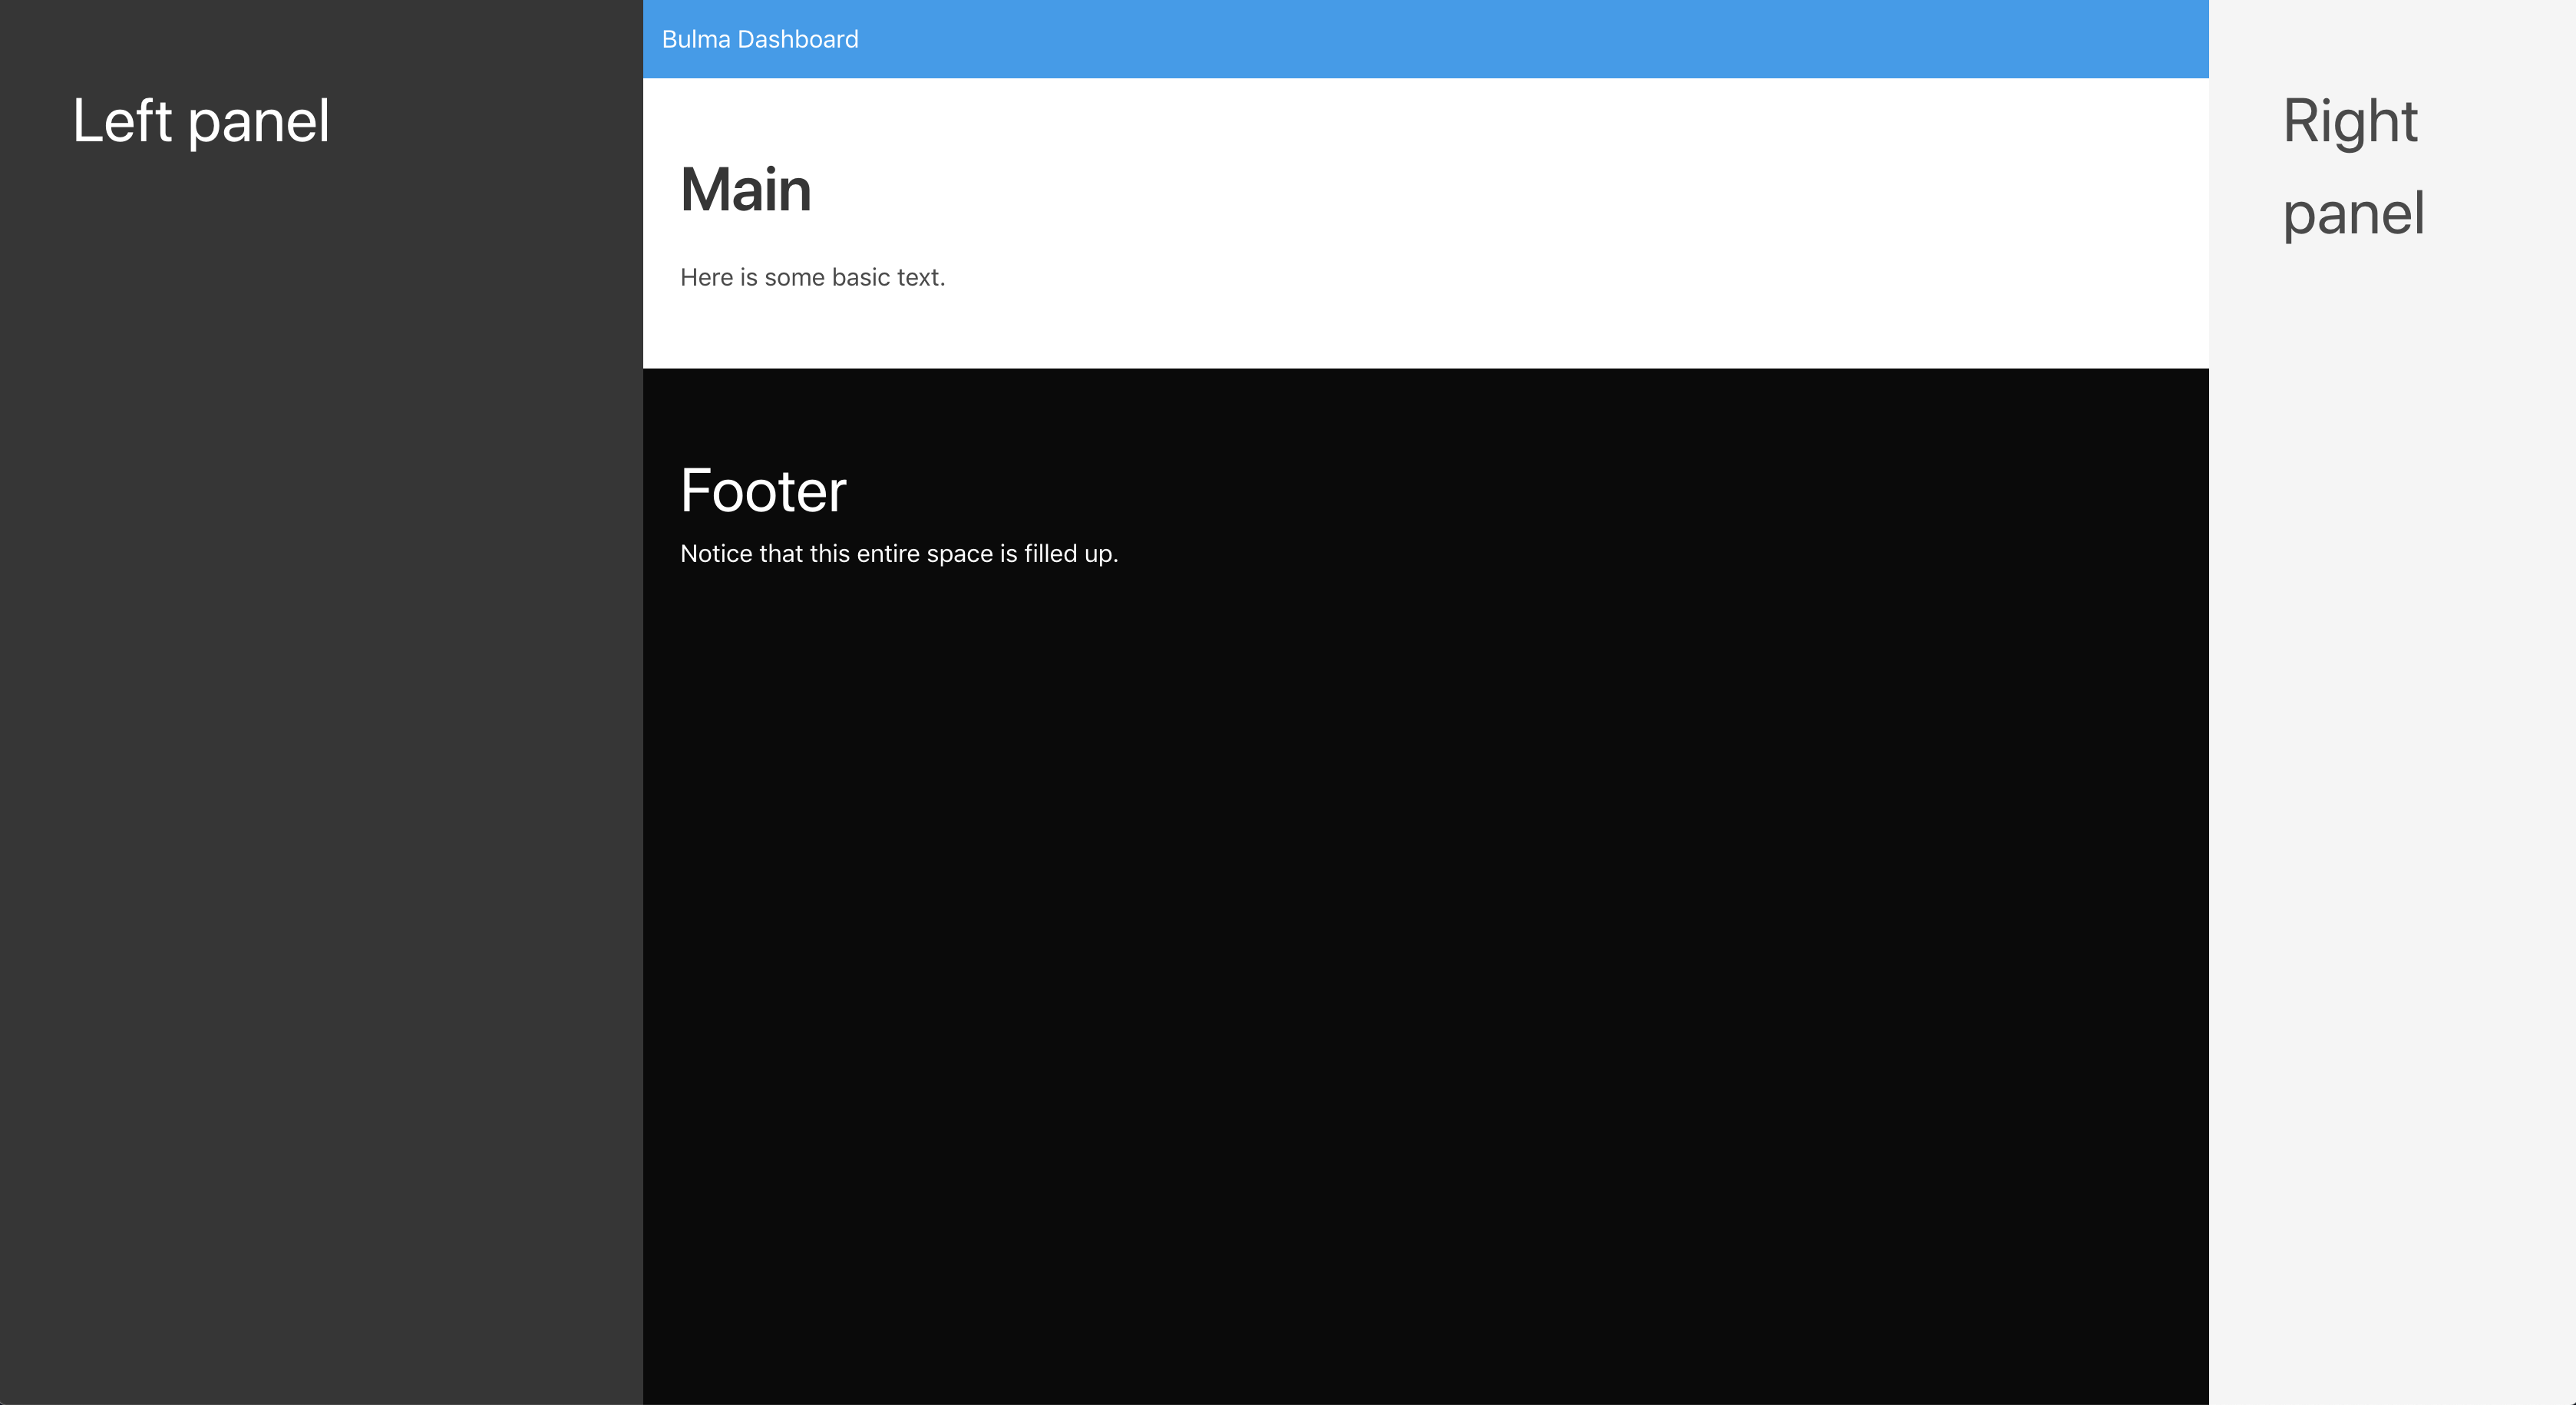 Left panel
Bulma Dashboard
Main
Here is some basic text.
Footer
Notice that this entire space is filled up.
Right
panel